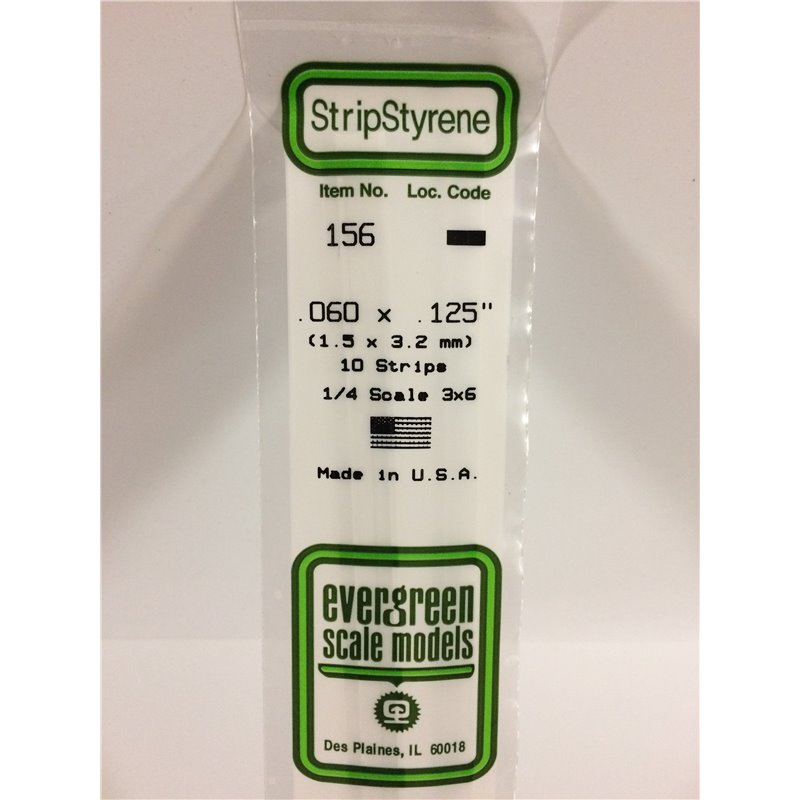 StripStyrene
Item No. Loc. Code
156
.060 x .125"
(1.5 x 3.2 mm)
10 Strips
1/4 Scale 3x6
Made in U.S.A.
evergreen
scale models
Des Plaines, IL 60018